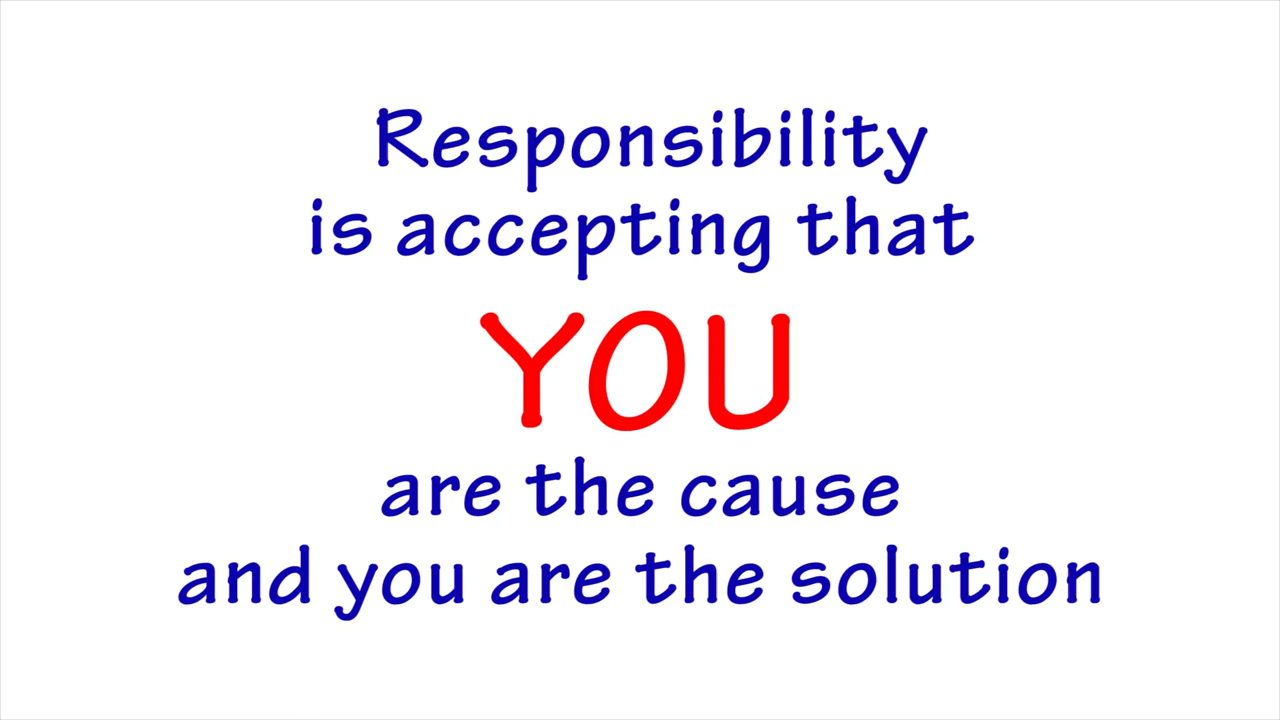 Responsibility
is accepting that
YOU
are the cause
and you are the solution